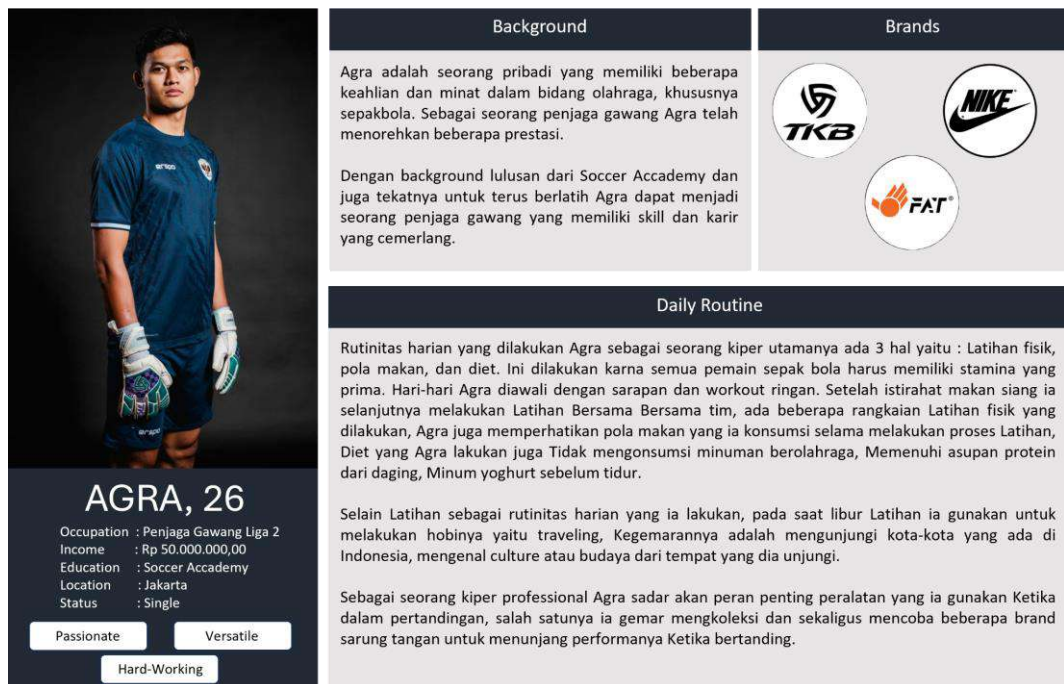 erspo
erspo
AGRA, 26
Occupation : Penjaga Gawang Liga 2
Income : Rp 50.000.000,00
Education : Soccer Accademy
Location : Jakarta
Status : Single
Passionate
Versatile
Hard-Working
Background
Agra adalah seorang pribadi yang memiliki beberapa
keahlian dan minat dalam bidang olahraga, khususnya
sepakbola. Sebagai seorang penjaga gawang Agra telah
menorehkan beberapa prestasi.
Dengan background lulusan dari Soccer Accademy dan
juga tekatnya untuk terus berlatih Agra dapat menjadi
seorang penjaga gawang yang memiliki skill dan karir
yang cemerlang.
Brands
TKB
NIKE
FAT®
Daily Routine
Rutinitas harian yang dilakukan Agra sebagai seorang kiper utamanya ada 3 hal yaitu : Latihan fisik,
pola makan, dan diet. Ini dilakukan karna semua pemain sepak bola harus memiliki stamina yang
prima. Hari-hari Agra diawali dengan sarapan dan workout ringan. Setelah istirahat makan siang ia
selanjutnya melakukan Latihan Bersama Bersama tim, ada beberapa rangkaian Latihan fisik yang
dilakukan, Agra juga memperhatikan pola makan yang ia konsumsi selama melakukan proses Latihan,
Diet yang Agra lakukan juga Tidak mengonsumsi minuman berolahraga, Memenuhi asupan protein
dari daging, Minum yoghurt sebelum tidur.
Selain Latihan sebagai rutinitas harian yang ia lakukan, pada saat libur Latihan ia gunakan untuk
melakukan hobinya yaitu traveling, Kegemarannya adalah mengunjungi kota-kota yang ada di
Indonesia, mengenal culture atau budaya dari tempat yang dia unjungi.
Sebagai seorang kiper professional Agra sadar akan peran penting peralatan yang ia gunakan Ketika
dalam pertandingan, salah satunya ia gemar mengkoleksi dan sekaligus mencoba beberapa brand
sarung tangan untuk menunjang performanya Ketika bertanding.